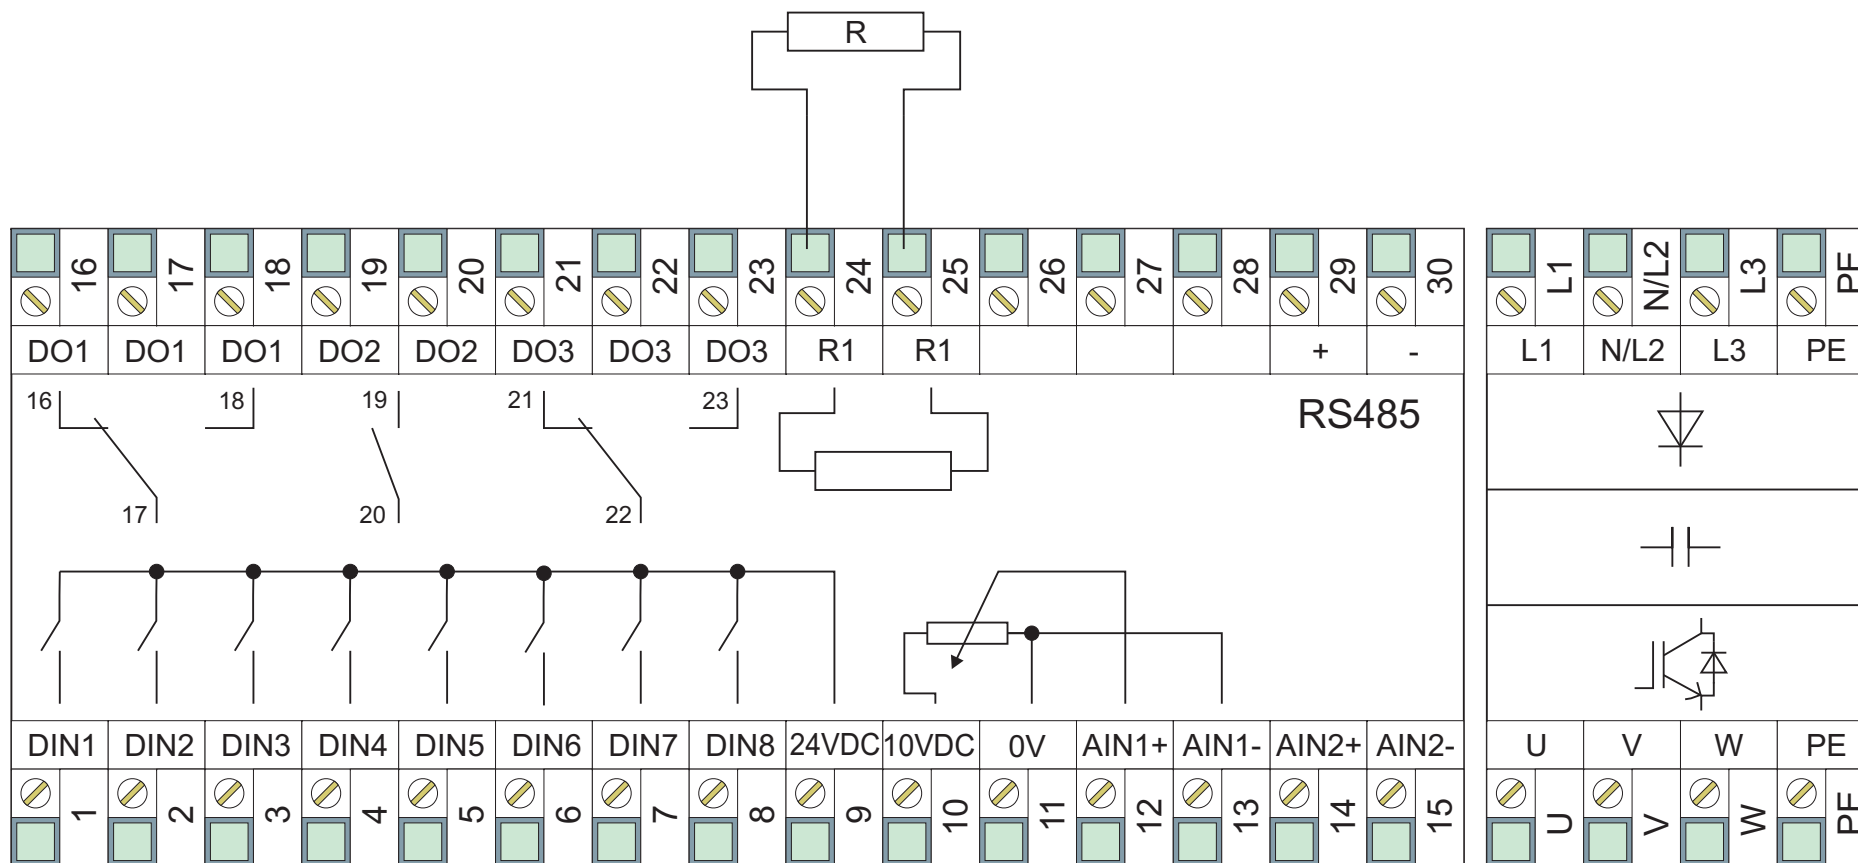 R
16 17 18 19 20 21 22 23 24 25 26 27 28 29 30 L1 N/L2 L3 PE
DO1 DO1 DO1 DO2 DO2 DO3 DO3 DO3 R1 R1 + - L1 N/L2 L3 PE
16 18 19 21 23 RS485
17 20 22
DIN1 DIN2 DIN3 DIN4 DIN5 DIN6 DIN7 DIN8 24VDC 10VDC 0V AIN1+ AIN1- AIN2+ AIN2- U V W PE
1 2 3 4 5 6 7 8 9 10 11 12 13 14 15 U V W PE